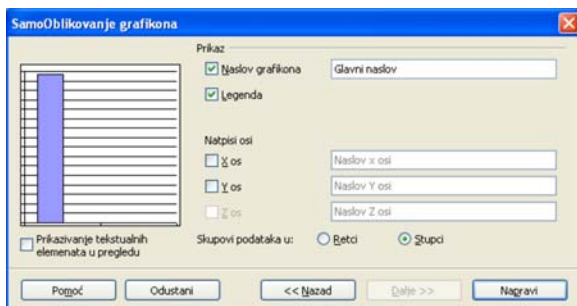 SamoOblikovanje grafikona
Prikaz
Naslov grafikona Glavni naslov
Legenda
Natpisi osi
X os Naslov x osi
Y os Naslov Y osi
Z os Naslov Z osi
Prikazivanje tekstualnih
elemenata u pregledu
Skupovi podataka u: Retci Stupci
Pomoć Odustani << Nazad Dalje >> Napravi